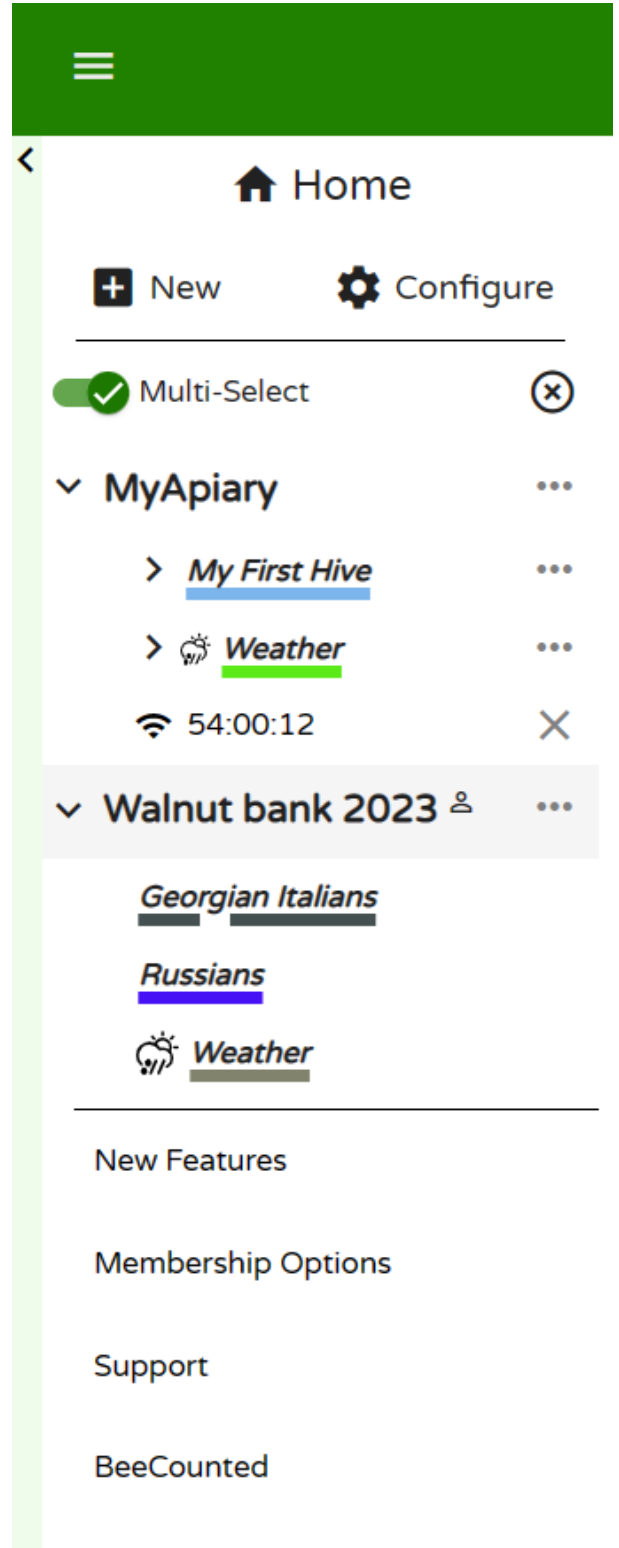 Home
New Configure
Multi-Select
MyApiary
My First Hive
Weather
54:00:12
Walnut bank 2023
Georgian Italians
Russians
Weather
New Features
Membership Options
Support
BeeCounted